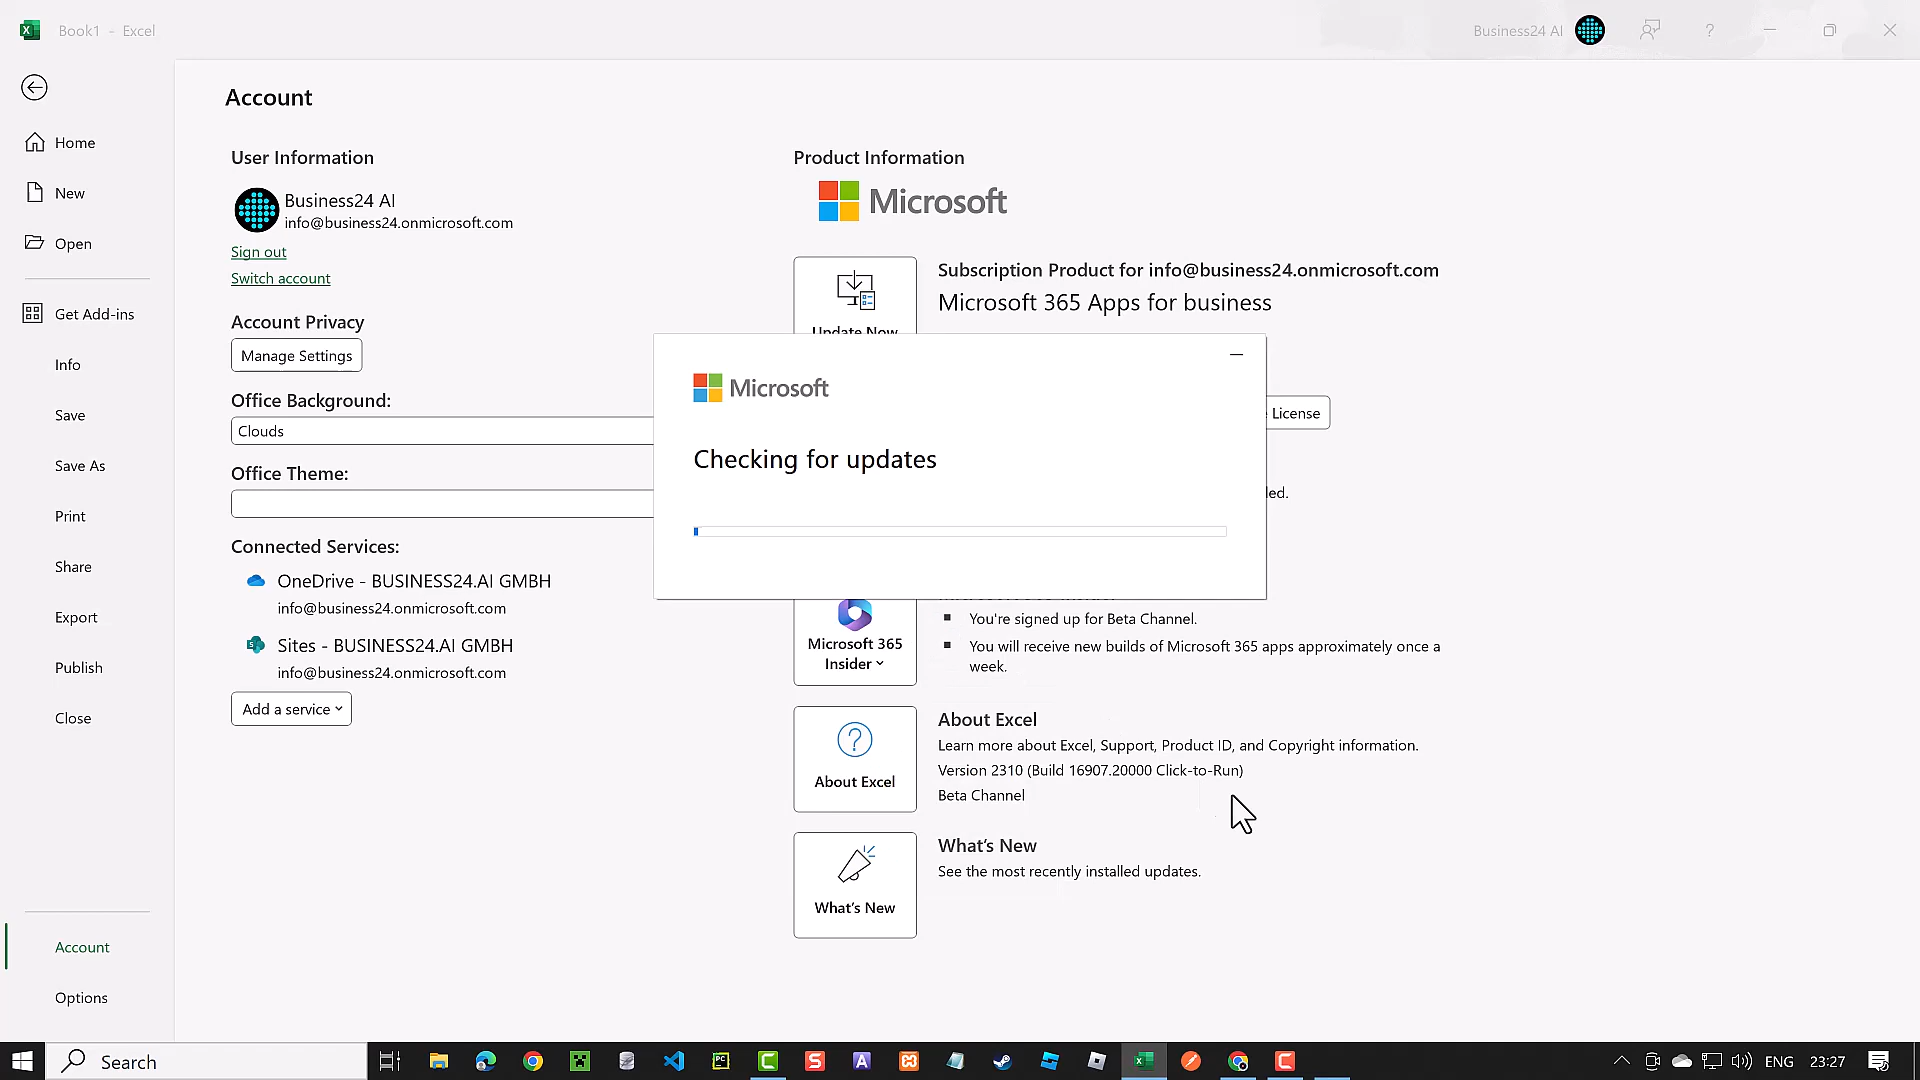 Book1 - Excel
Business24 AI
?
Account
Home
New
Open
Get Add-ins
Info
Save
Save As
Print
Share
Export
Publish
Close
Account
Options
User Information
Business24 AI
info@business24.onmicrosoft.com
Sign out
Switch account
Account Privacy
Manage Settings
Office Background:
Clouds
Office Theme:
Connected Services:
OneDrive - BUSINESS24.AI GMBH
info@business24.onmicrosoft.com
Sites - BUSINESS24.AI GMBH
info@business24.onmicrosoft.com
Add a service
Product Information
Microsoft
Subscription Product for info@business24.onmicrosoft.com
Microsoft 365 Apps for business
Update Now
License
Microsoft
Checking for updates
Microsoft 365
Insider
You're signed up for Beta Channel.
You will receive new builds of Microsoft 365 apps approximately once a
week.
About Excel
About Excel
Learn more about Excel, Support, Product ID, and Copyright information.
Version 2310 (Build 16907.20000 Click-to-Run)
Beta Channel
What's New
What's New
See the most recently installed updates.
Search
ENG
23:27